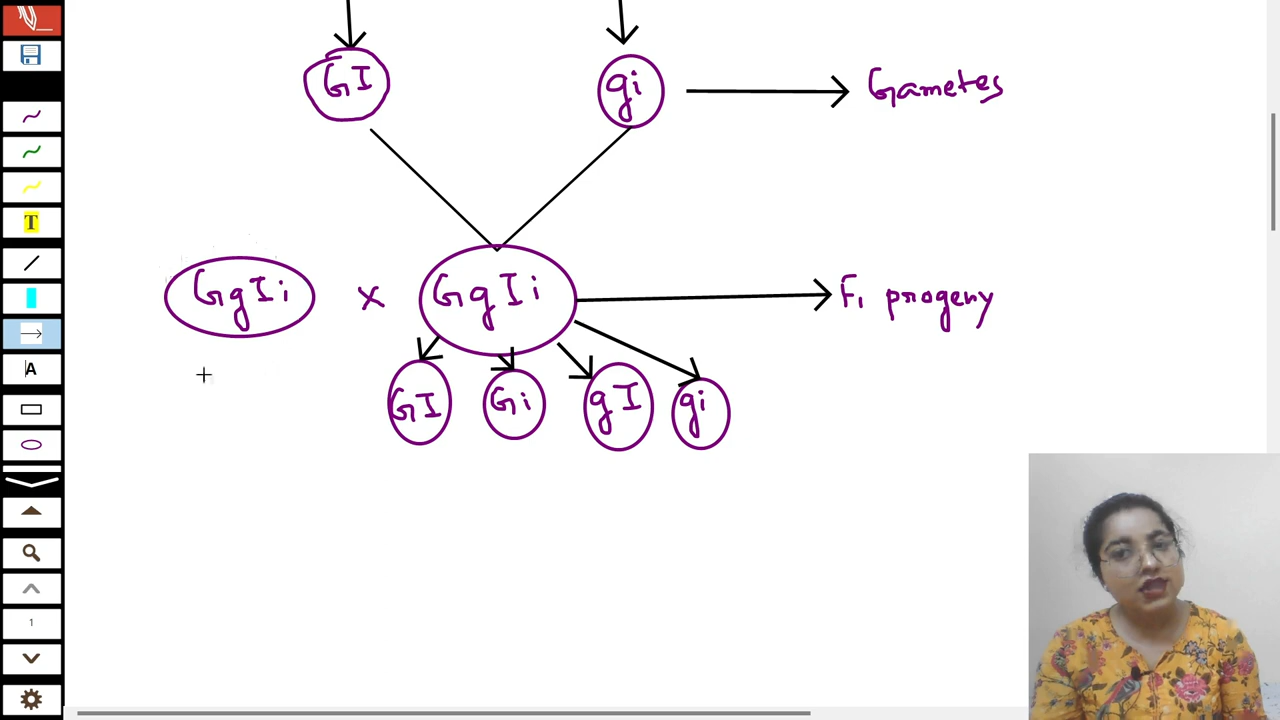 GI gi Gametes
GgIi x GgIi F1 progeny
GI Gi gI gi
T
A
1